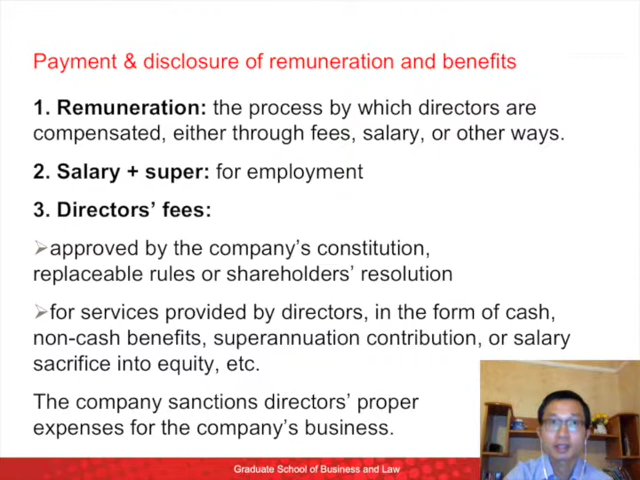 Payment & disclosure of remuneration and benefits
1. Remuneration: the process by which directors are
compensated, either through fees, salary, or other ways.
2. Salary + super: for employment
3. Directors’ fees:
➢approved by the company’s constitution,
replaceable rules or shareholders’ resolution
➢for services provided by directors, in the form of cash,
non-cash benefits, superannuation contribution, or salary
sacrifice into equity, etc.
The company sanctions directors’ proper
expenses for the company’s business.
Graduate School of Business and Law